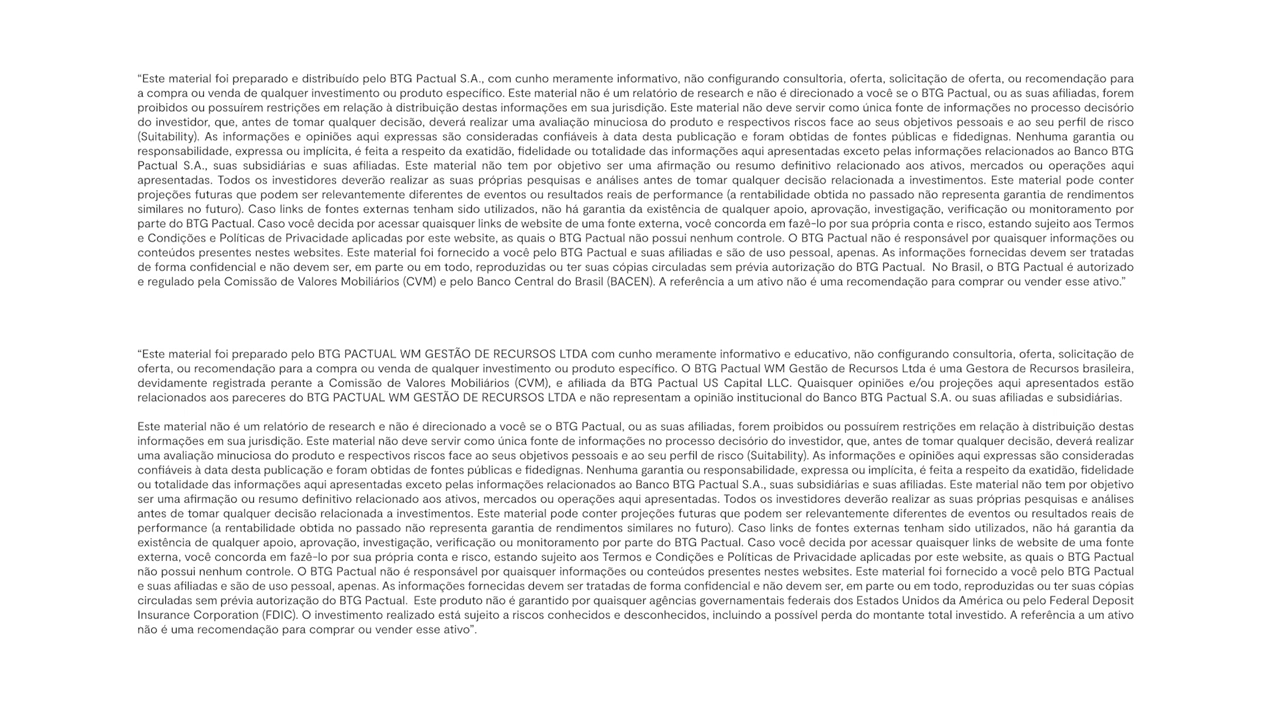 “Este material foi preparado e distribuído pelo BTG Pactual S.A., com cunho meramente informativo, não configurando consultoria, oferta, solicitação de oferta, ou recomendação para
a compra ou venda de qualquer investimento ou produto específico. Este material não é um relatório de research e não é direcionado a você se o BTG Pactual, ou as suas afiliadas, forem
proibidos ou possuírem restrições em relação à distribuição destas informações em sua jurisdição. Este material não deve servir como única fonte de informações no processo decisório
do investidor, que, antes de tomar qualquer decisão, deverá realizar uma avaliação minuciosa do produto e respectivos riscos face ao seus objetivos pessoais e ao seu perfil de risco
(Suitability). As informações e opiniões aqui expressas são consideradas confiáveis à data desta publicação e foram obtidas de fontes públicas e fidedignas. Nenhuma garantia ou
responsabilidade, expressa ou implícita, é feita a respeito da exatidão, fidelidade ou totalidade das informações aqui apresentadas exceto pelas informações relacionados ao Banco BTG
Pactual S.A., suas subsidiárias e suas afiliadas. Este material não tem por objetivo ser uma afirmação ou resumo definitivo relacionado aos ativos, mercados ou operações aqui
apresentadas. Todos os investidores deverão realizar as suas próprias pesquisas e análises antes de tomar qualquer decisão relacionada a investimentos. Este material pode conter
projeções futuras que podem ser relevantemente diferentes de eventos ou resultados reais de performance (a rentabilidade obtida no passado não representa garantia de rendimentos
similares no futuro). Caso links de fontes externas tenham sido utilizados, não há garantia da existência de qualquer apoio, aprovação, investigação, verificação ou monitoramento por
parte do BTG Pactual. Caso você decida por acessar quaisquer links de website de uma fonte externa, você concorda em fazê-lo por sua própria conta e risco, estando sujeito aos Termos
e Condições e Políticas de Privacidade aplicadas por este website, as quais o BTG Pactual não possui nenhum controle. O BTG Pactual não é responsável por quaisquer informações ou
conteúdos presentes nestes websites. Este material foi fornecido a você pelo BTG Pactual e suas afiliadas e são de uso pessoal, apenas. As informações fornecidas devem ser tratadas
de forma confidencial e não devem ser, em parte ou em todo, reproduzidas ou ter suas cópias circuladas sem prévia autorização do BTG Pactual.  No Brasil, o BTG Pactual é autorizado
e regulado pela Comissão de Valores Mobiliários (CVM) e pelo Banco Central do Brasil (BACEN). A referência a um ativo não é uma recomendação para comprar ou vender esse ativo.”
“Este material foi preparado pelo BTG PACTUAL WM GESTÃO DE RECURSOS LTDA com cunho meramente informativo e educativo, não configurando consultoria, oferta, solicitação de
oferta, ou recomendação para a compra ou venda de qualquer investimento ou produto específico. O BTG Pactual WM Gestão de Recursos Ltda é uma Gestora de Recursos brasileira,
devidamente registrada perante a Comissão de Valores Mobiliários (CVM), e afiliada da BTG Pactual US Capital LLC. Quaisquer opiniões e/ou projeções aqui apresentados estão
relacionados aos pareceres do BTG PACTUAL WM GESTÃO DE RECURSOS LTDA e não representam a opinião institucional do Banco BTG Pactual S.A. ou suas afiliadas e subsidiárias.
Este material não é um relatório de research e não é direcionado a você se o BTG Pactual, ou as suas afiliadas, forem proibidos ou possuírem restrições em relação à distribuição destas
informações em sua jurisdição. Este material não deve servir como única fonte de informações no processo decisório do investidor, que, antes de tomar qualquer decisão, deverá realizar
uma avaliação minuciosa do produto e respectivos riscos face ao seus objetivos pessoais e ao seu perfil de risco (Suitability). As informações e opiniões aqui expressas são consideradas
confiáveis à data desta publicação e foram obtidas de fontes públicas e fidedignas. Nenhuma garantia ou responsabilidade, expressa ou implícita, é feita a respeito da exatidão, fidelidade
ou totalidade das informações aqui apresentadas exceto pelas informações relacionados ao Banco BTG Pactual S.A., suas subsidiárias e suas afiliadas. Este material não tem por objetivo
ser uma afirmação ou resumo definitivo relacionado aos ativos, mercados ou operações aqui apresentadas. Todos os investidores deverão realizar as suas próprias pesquisas e análises
antes de tomar qualquer decisão relacionada a investimentos. Este material pode conter projeções futuras que podem ser relevantemente diferentes de eventos ou resultados reais de
performance (a rentabilidade obtida no passado não representa garantia de rendimentos similares no futuro). Caso links de fontes externas tenham sido utilizados, não há garantia da
existência de qualquer apoio, aprovação, investigação, verificação ou monitoramento por parte do BTG Pactual. Caso você decida por acessar quaisquer links de website de uma fonte
externa, você concorda em fazê-lo por sua própria conta e risco, estando sujeito aos Termos e Condições e Políticas de Privacidade aplicadas por este website, as quais o BTG Pactual
não possui nenhum controle. O BTG Pactual não é responsável por quaisquer informações ou conteúdos presentes nestes websites. Este material foi fornecido a você pelo BTG Pactual
e suas afiliadas e são de uso pessoal, apenas. As informações fornecidas devem ser tratadas de forma confidencial e não devem ser, em parte ou em todo, reproduzidas ou ter suas cópias
circuladas sem prévia autorização do BTG Pactual.  Este produto não é garantido por quaisquer agências governamentais federais dos Estados Unidos da América ou pelo Federal Deposit
Insurance Corporation (FDIC). O investimento realizado está sujeito a riscos conhecidos e desconhecidos, incluindo a possível perda do montante total investido. A referência a um ativo
não é uma recomendação para comprar ou vender esse ativo”.